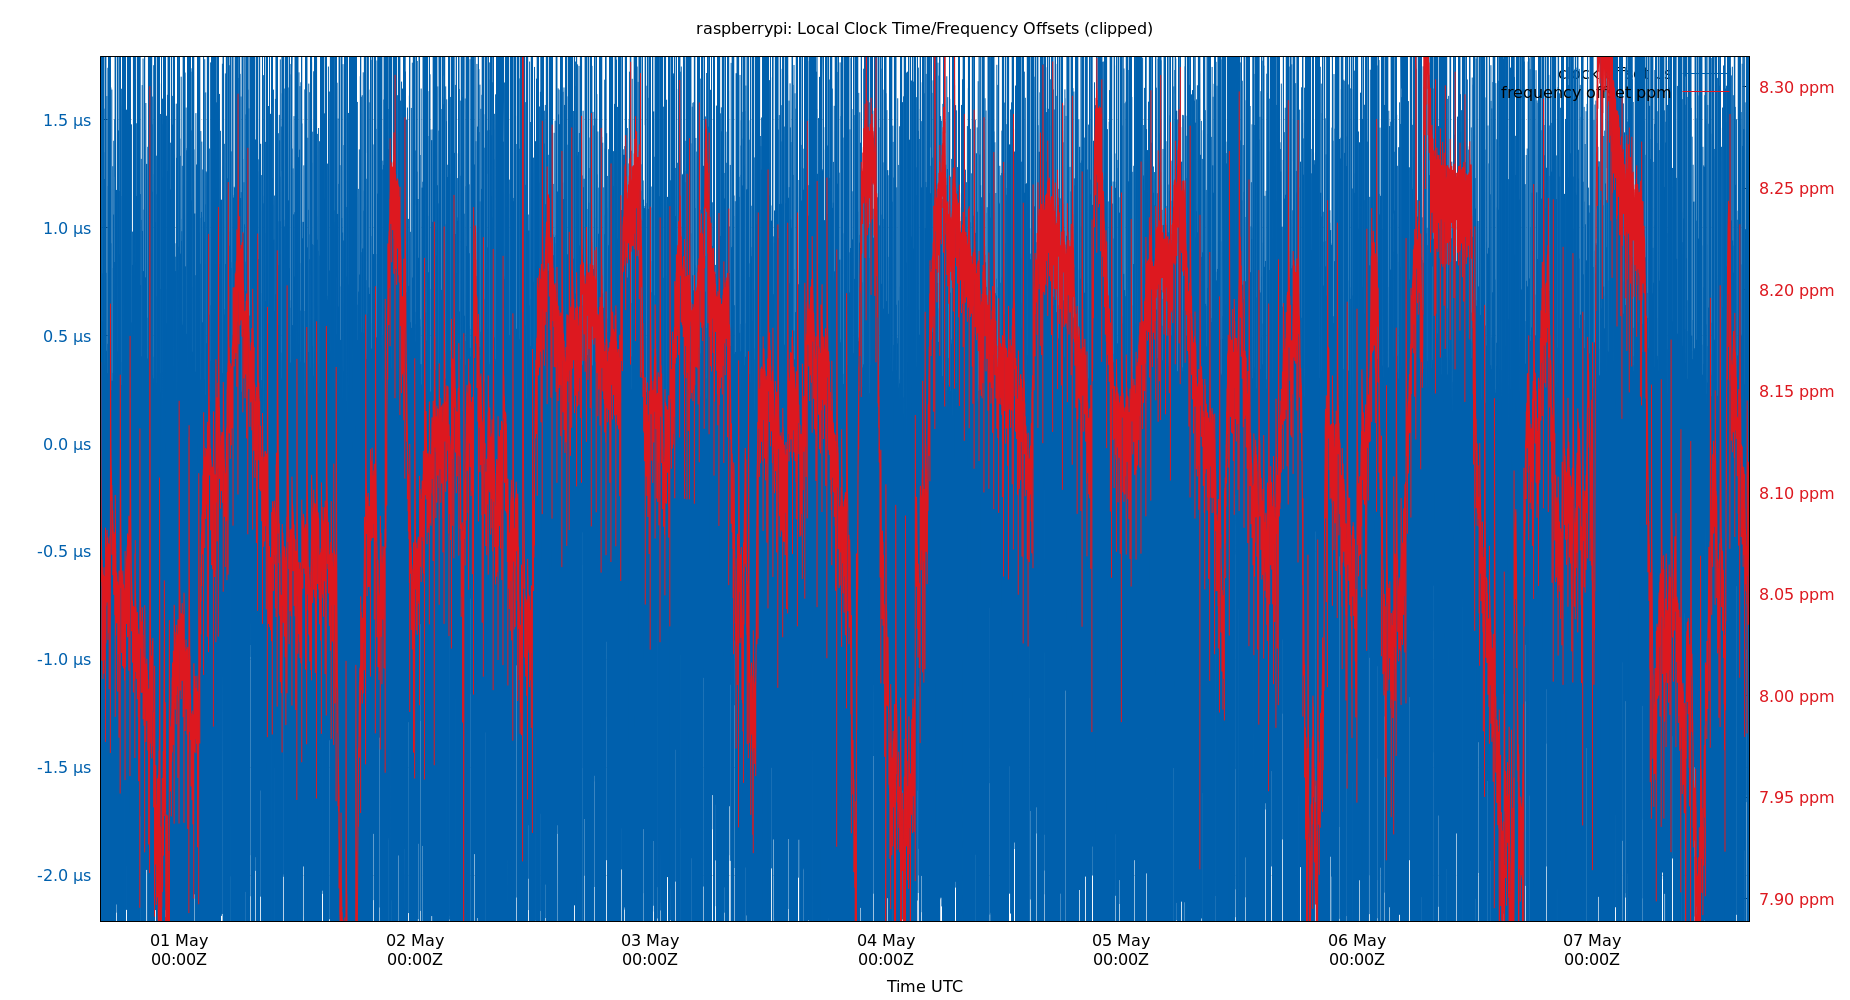 raspberrypi: Local Clock Time/Frequency Offsets (clipped)
clock offset µs
frequency offset ppm
1.5 µs
1.0 µs
0.5 µs
0.0 µs
-0.5 µs
-1.0 µs
-1.5 µs
-2.0 µs
8.30 ppm
8.25 ppm
8.20 ppm
8.15 ppm
8.10 ppm
8.05 ppm
8.00 ppm
7.95 ppm
7.90 ppm
01 May
00:00Z
02 May
00:00Z
03 May
00:00Z
04 May
00:00Z
05 May
00:00Z
06 May
00:00Z
07 May
00:00Z
Time UTC